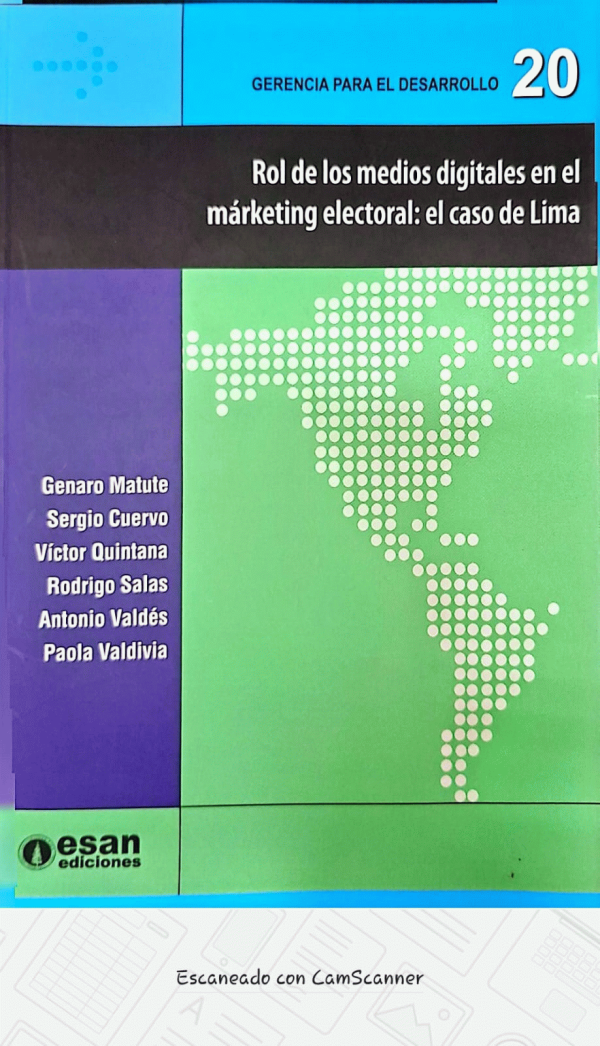 GERENCIA PARA EL DESARROLLO 20
Rol de los medios digitales en el
márketing electoral: el caso de Lima
Genaro Matute
Sergio Cuervo
Víctor Quintana
Rodrigo Salas
Antonio Valdés
Paola Valdivia
esan
ediciones
Escaneado con CamScanner